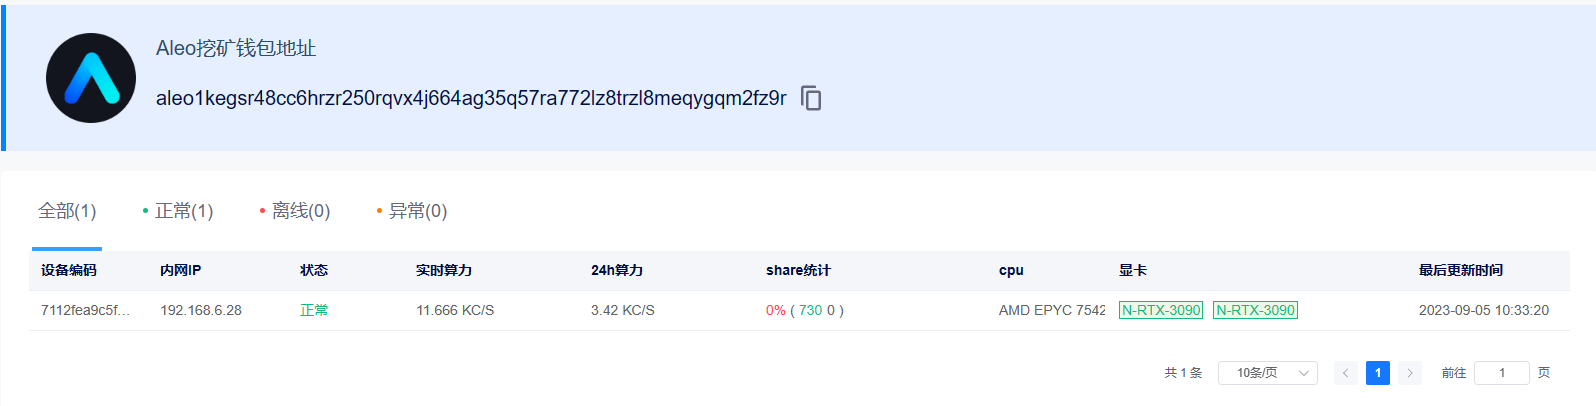 Aleo挖矿钱包地址
aleo1kegsr48cc6hrzr250rqvx4j664ag35q57ra772lz8trzl8meqygqm2fz9r
全部(1) 正常(1) 离线(0) 异常(0)
设备编码 内网IP 状态 实时算力 24h算力 share统计 cpu 显卡 最后更新时间
7112fea9c5f... 192.168.6.28 正常 11.666 KC/S 3.42 KC/S 0% ( 730 0 ) AMD EPYC 7542 N-RTX-3090 N-RTX-3090 2023-09-05 10:33:20
共 1 条 10条/页 1 前往 1 页